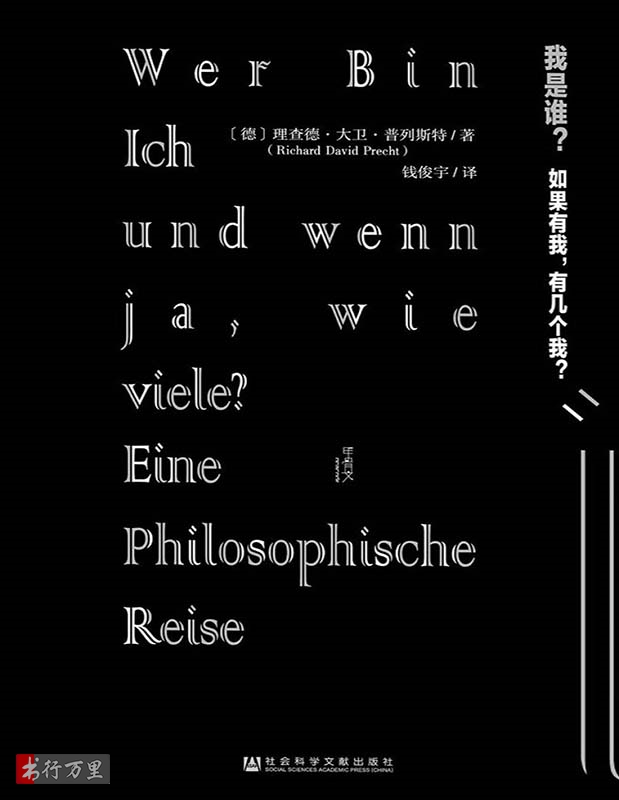 Wer Bin
Ich
〔德〕理查德·大卫·普列斯特/著
（Richard David Precht）
钱俊宇/译
und wenn
ja, wie
viele?
Eine
Philosophische
Reise
我是谁?
如果有我，有几个我?
社会科学文献出版社
SOCIAL SCIENCES ACADEMIC PRESS (CHINA)
书行万里